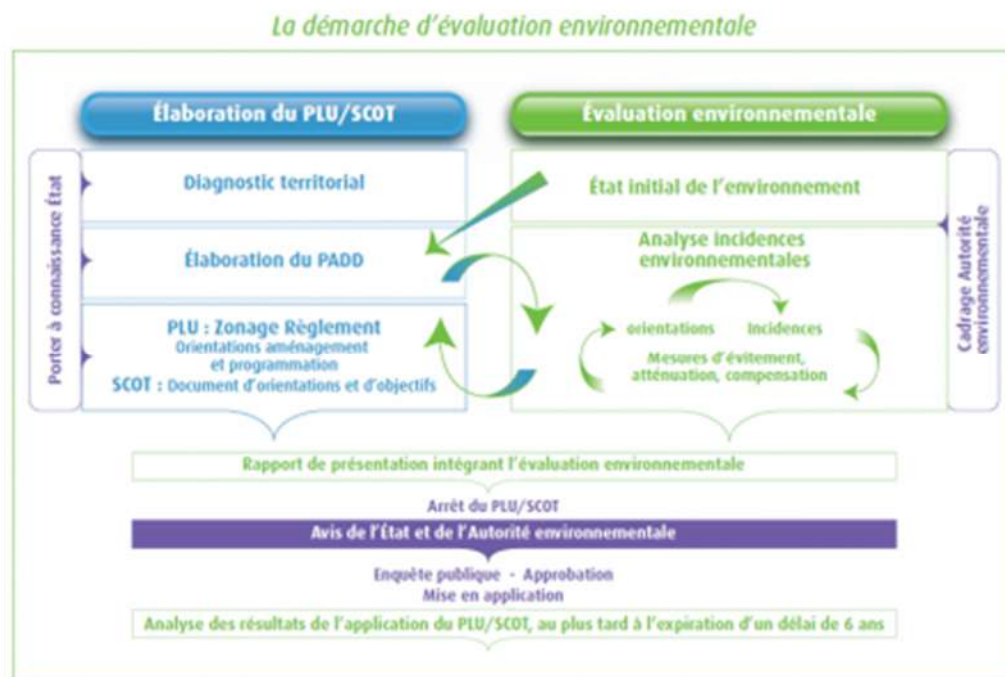 La démarche d'évaluation environnementale
Élaboration du PLU/SCOT
Évaluation environnementale
Porter à connaissance État
Diagnostic territorial
Élaboration du PADD
PLU : Zonage Règlement
Orientations aménagement
et programmation
SCOT : Document d'orientations et d'objectifs
État initial de l'environnement
Analyse incidences
environnementales
orientations
Incidences
Mesures d'évitement,
atténuation, compensation
Cadrage Autorité
environnementale
Rapport de présentation intégrant l'évaluation environnementale
Arrêt du PLU/SCOT
Avis de l'État et de l'Autorité environnementale
Enquête publique - Approbation
Mise en application
Analyse des résultats de l'application du PLU/SCOT, au plus tard à l'expiration d'un délai de 6 ans